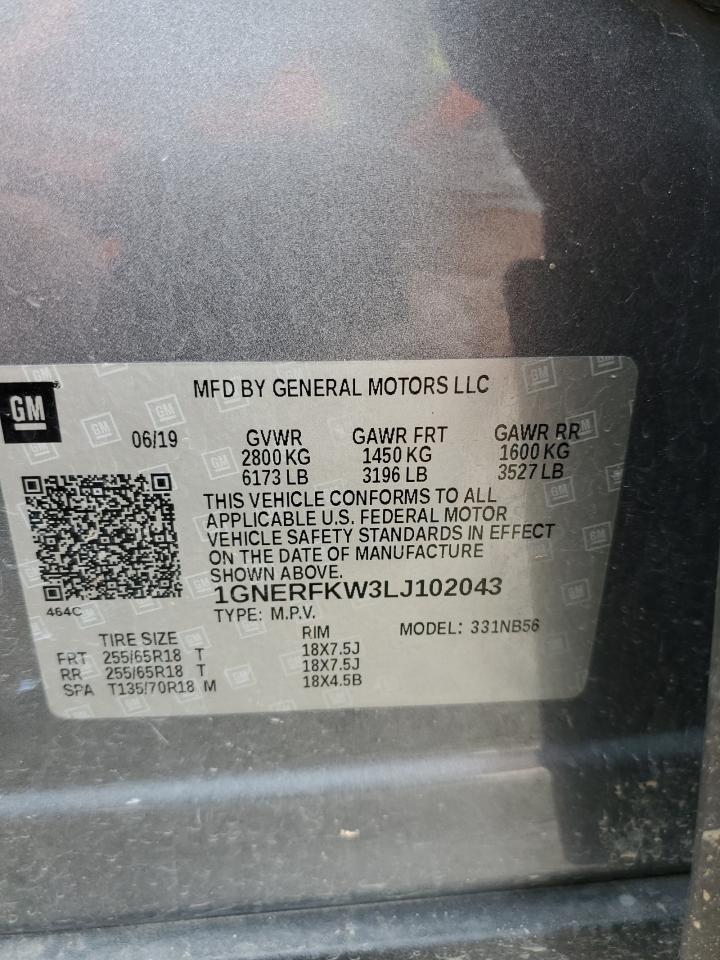 GM
MFD BY GENERAL MOTORS LLC
06/19 GVWR GAWR FRT GAWR RR
2800 KG 1450 KG 1600 KG
6173 LB 3196 LB 3527 LB
THIS VEHICLE CONFORMS TO ALL
APPLICABLE U.S. FEDERAL MOTOR
VEHICLE SAFETY STANDARDS IN EFFECT
ON THE DATE OF MANUFACTURE
SHOWN ABOVE.
464C
1GNERFKW3LJ102043
TYPE: M.P.V.
TIRE SIZE RIM MODEL: 331NB56
FRT 255/65R18 T 18X7.5J
RR 255/65R18 T 18X7.5J
SPA T135/70R18 M 18X4.5B